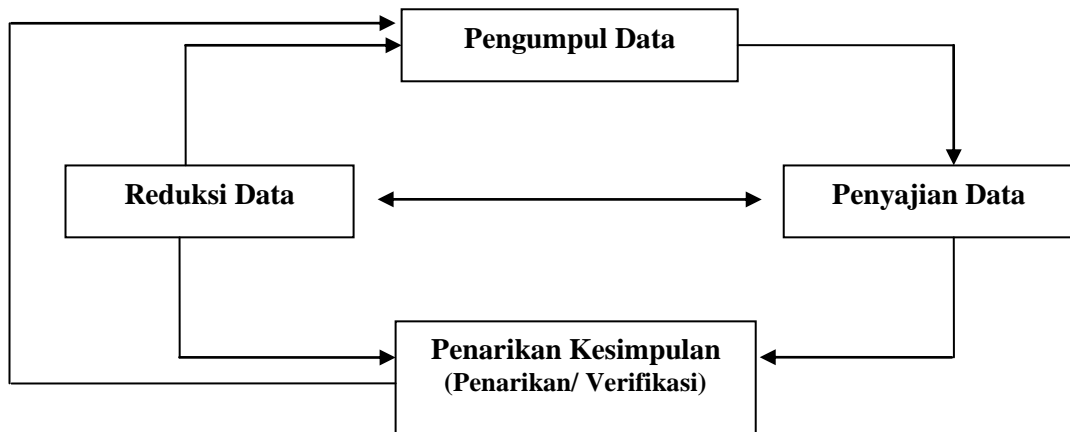 Pengumpul Data
Reduksi Data
Penyajian Data
Penarikan Kesimpulan
(Penarikan/ Verifikasi)